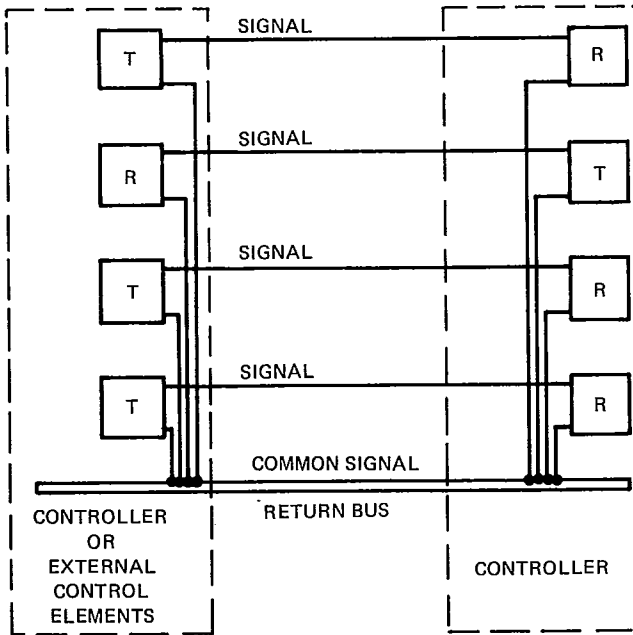 SIGNAL
T
R
SIGNAL
R
T
SIGNAL
T
R
SIGNAL
T
R
COMMON SIGNAL
RETURN BUS
CONTROLLER
OR
EXTERNAL
CONTROL
ELEMENTS
CONTROLLER